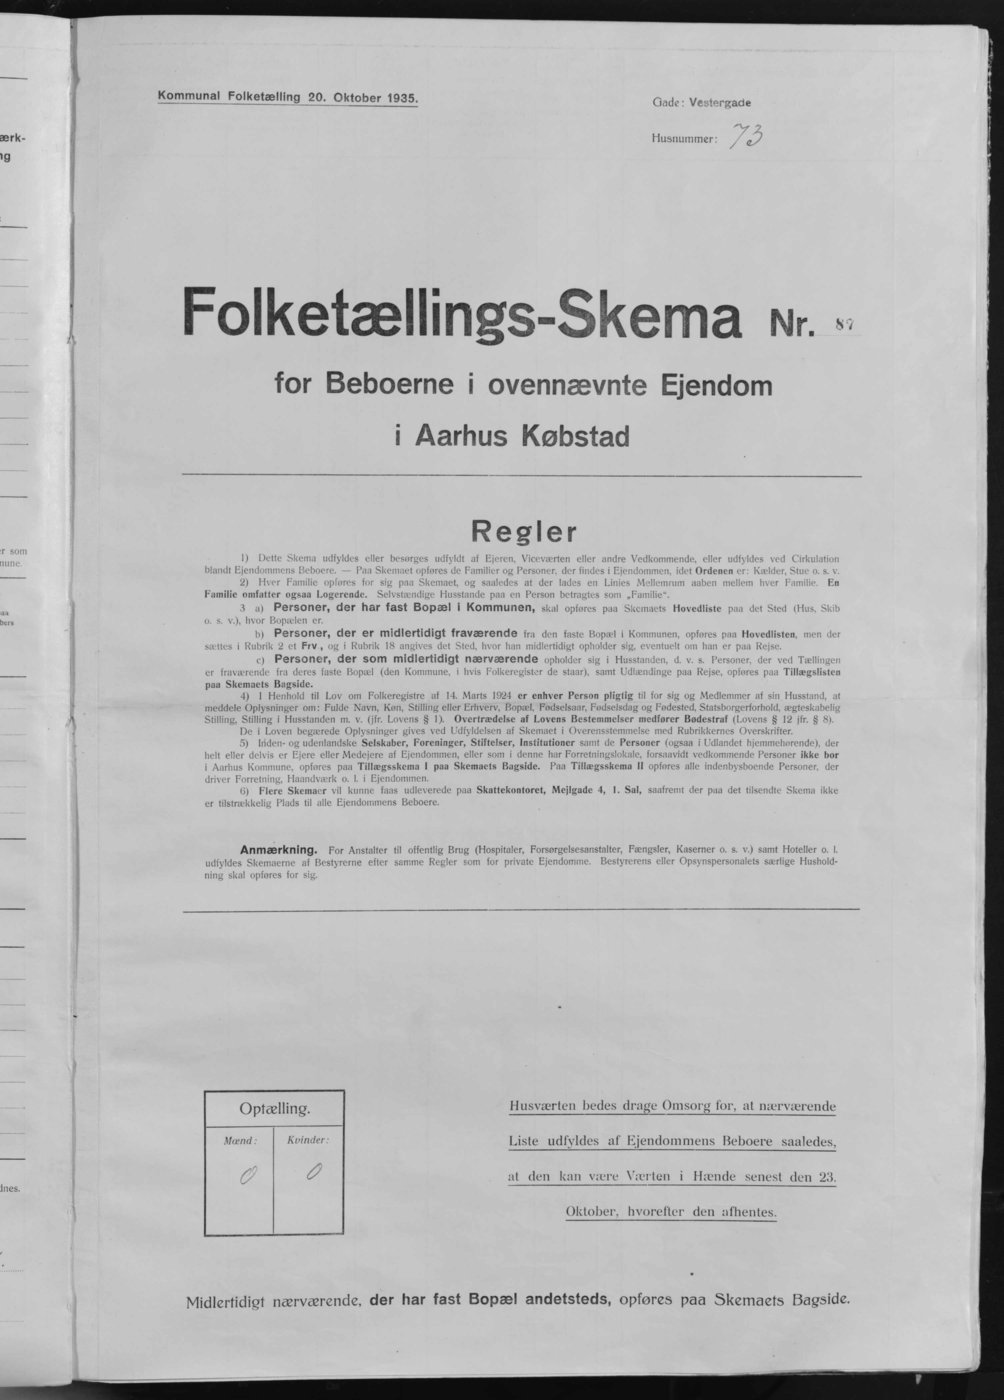 Kommunal Folketælling 20. Oktober 1935.
Gade: Vestergade
Husnummer: 73
Folketællings-Skema Nr. 87
for Beboerne i ovennævnte Ejendom
i Aarhus Købstad
Regler
1) Dette Skema udfyldes eller besørges udfyldt af Ejeren, Viceværten eller andre Vedkommende, eller udfyldes ved Cirkulation
blandt Ejendommens Beboere. — Paa Skemaet opføres de Familier og Personer, der findes i Ejendommen, idet Ordenen er: Kælder, Stue o. s. v.
2) Hver Familie opføres for sig paa Skemaet, og saaledes at der lades en Linies Mellemrum aaben mellem hver Familie. En
Familie omfatter ogsaa Logerende. Selvstændige Husstande paa en Person betragtes som „Familie“.
3 a) Personer, der har fast Bopæl i Kommunen, skal opføres paa Skemaets Hovedliste paa det Sted (Hus, Skib
o. s. v.), hvor Bopælen er.
b) Personer, der er midlertidigt fraværende fra den faste Bopæl i Kommunen, opføres paa Hovedlisten, men der
sættes i Rubrik 2 et Frv., og i Rubrik 18 angives det Sted, hvor han midlertidigt opholder sig, eventuelt om han er paa Rejse.
c) Personer, der som midlertidigt nærværende opholder sig i Husstanden, d. v. s. Personer, der ved Tællingen
er fraværende fra deres faste Bopæl (den Kommune, i hvis Folkeregister de staar), samt Udlændinge paa Rejse, opføres paa Tillægslisten
paa Skemaets Bagside.
4) I Henhold til Lov om Folkeregistre af 14. Marts 1924 er enhver Person pligtig til for sig og Medlemmer af sin Husstand, at
meddele Oplysninger om: Fulde Navn, Køn, Stilling eller Erhverv, Bopæl, Fødselsaar, Fødselsdag og Fødested, Statsborgerforhold, ægteskabelig
Stilling, Stilling i Husstanden m. v. (jfr. Lovens § 1). Overtrædelse af Lovens Bestemmelser medfører Bødestraf (Lovens § 12 jfr. § 8).
De i Loven begærede Oplysninger gives ved Udfyldelsen af Skemaet i Overensstemmelse med Rubrikkernes Overskrifter.
5) Inden- og udenlandske Selskaber, Foreninger, Stiftelser, Institutioner samt de Personer (ogsaa i Udlandet hjemmehørende), der
helt eller delvis er Ejere eller Medejere af Ejendommen, eller som i denne har Forretningslokale, forsaavidt vedkommende Personer ikke bor
i Aarhus Kommune, opføres paa Tillægsskema I paa Skemaets Bagside. Paa Tillægsskema II opføres alle indenbysboende Personer, der
driver Forretning, Haandværk o. l. i Ejendommen.
6) Flere Skemaer vil kunne faas udleverede paa Skattekontoret, Mejlgade 4, 1. Sal, saafremt der paa det tilsendte Skema ikke
er tilstrækkelig Plads til alle Ejendommens Beboere.
Anmærkning. For Anstalter til offentlig Brug (Hospitaler, Forsørgelsesanstalter, Fængsler, Kaserner o. s. v.) samt Hoteller o. l.
udfyldes Skemaerne af Bestyrerne efter samme Regler som for private Ejendomme. Bestyrerens eller Opsynspersonalets særlige Hushold-
ning skal opføres for sig.
Optælling.
Mænd: Kvinder:
0 0
Husværten bedes drage Omsorg for, at nærværende
Liste udfyldes af Ejendommens Beboere saaledes,
at den kan være Værten i Hænde senest den 23.
Oktober, hvorefter den afhentes.
Midlertidigt nærværende, der har fast Bopæl andetsteds, opføres paa Skemaets Bagside.